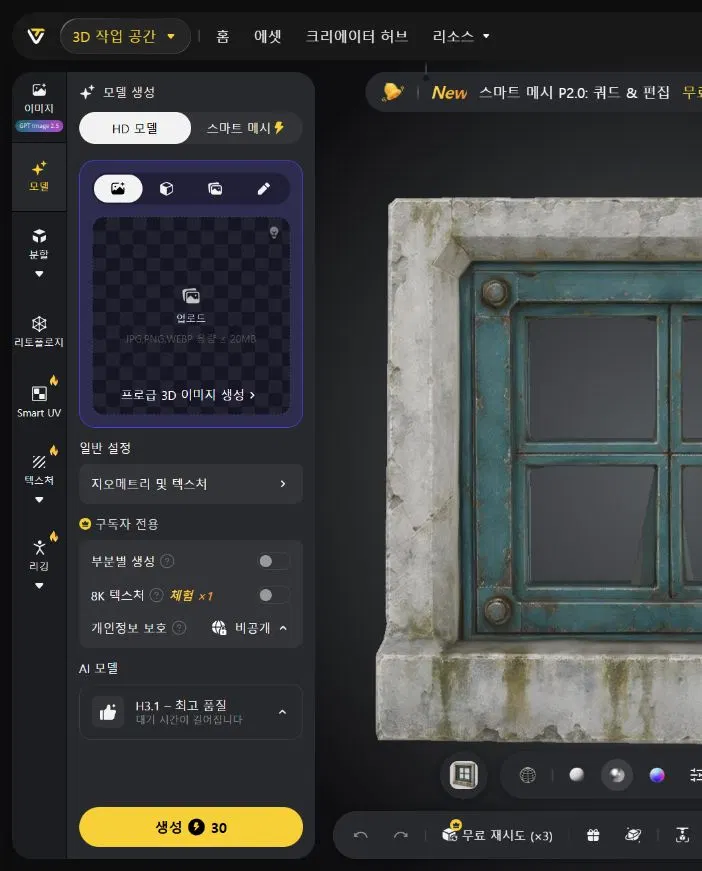 3D 작업 공간
홈
에셋
크리에이터 허브
리소스
이미지
GPT Image 2.5
모델
분할
리토폴로지
Smart UV
텍스처
리깅
모델 생성
HD 모델
스마트 메시
업로드
JPG,PNG,WEBP 용량 ≤ 20MB
프로급 3D 이미지 생성 >
일반 설정
지오메트리 및 텍스처
구독자 전용
부분별 생성 ?
8K 텍스처 ? 체험 ×1
개인정보 보호 ? 비공개
AI 모델
H3.1 – 최고 품질
대기 시간이 길어집니다
생성 30
New 스마트 메시 P2.0: 쿼드 & 편집 무료
무료 재시도 (×3)